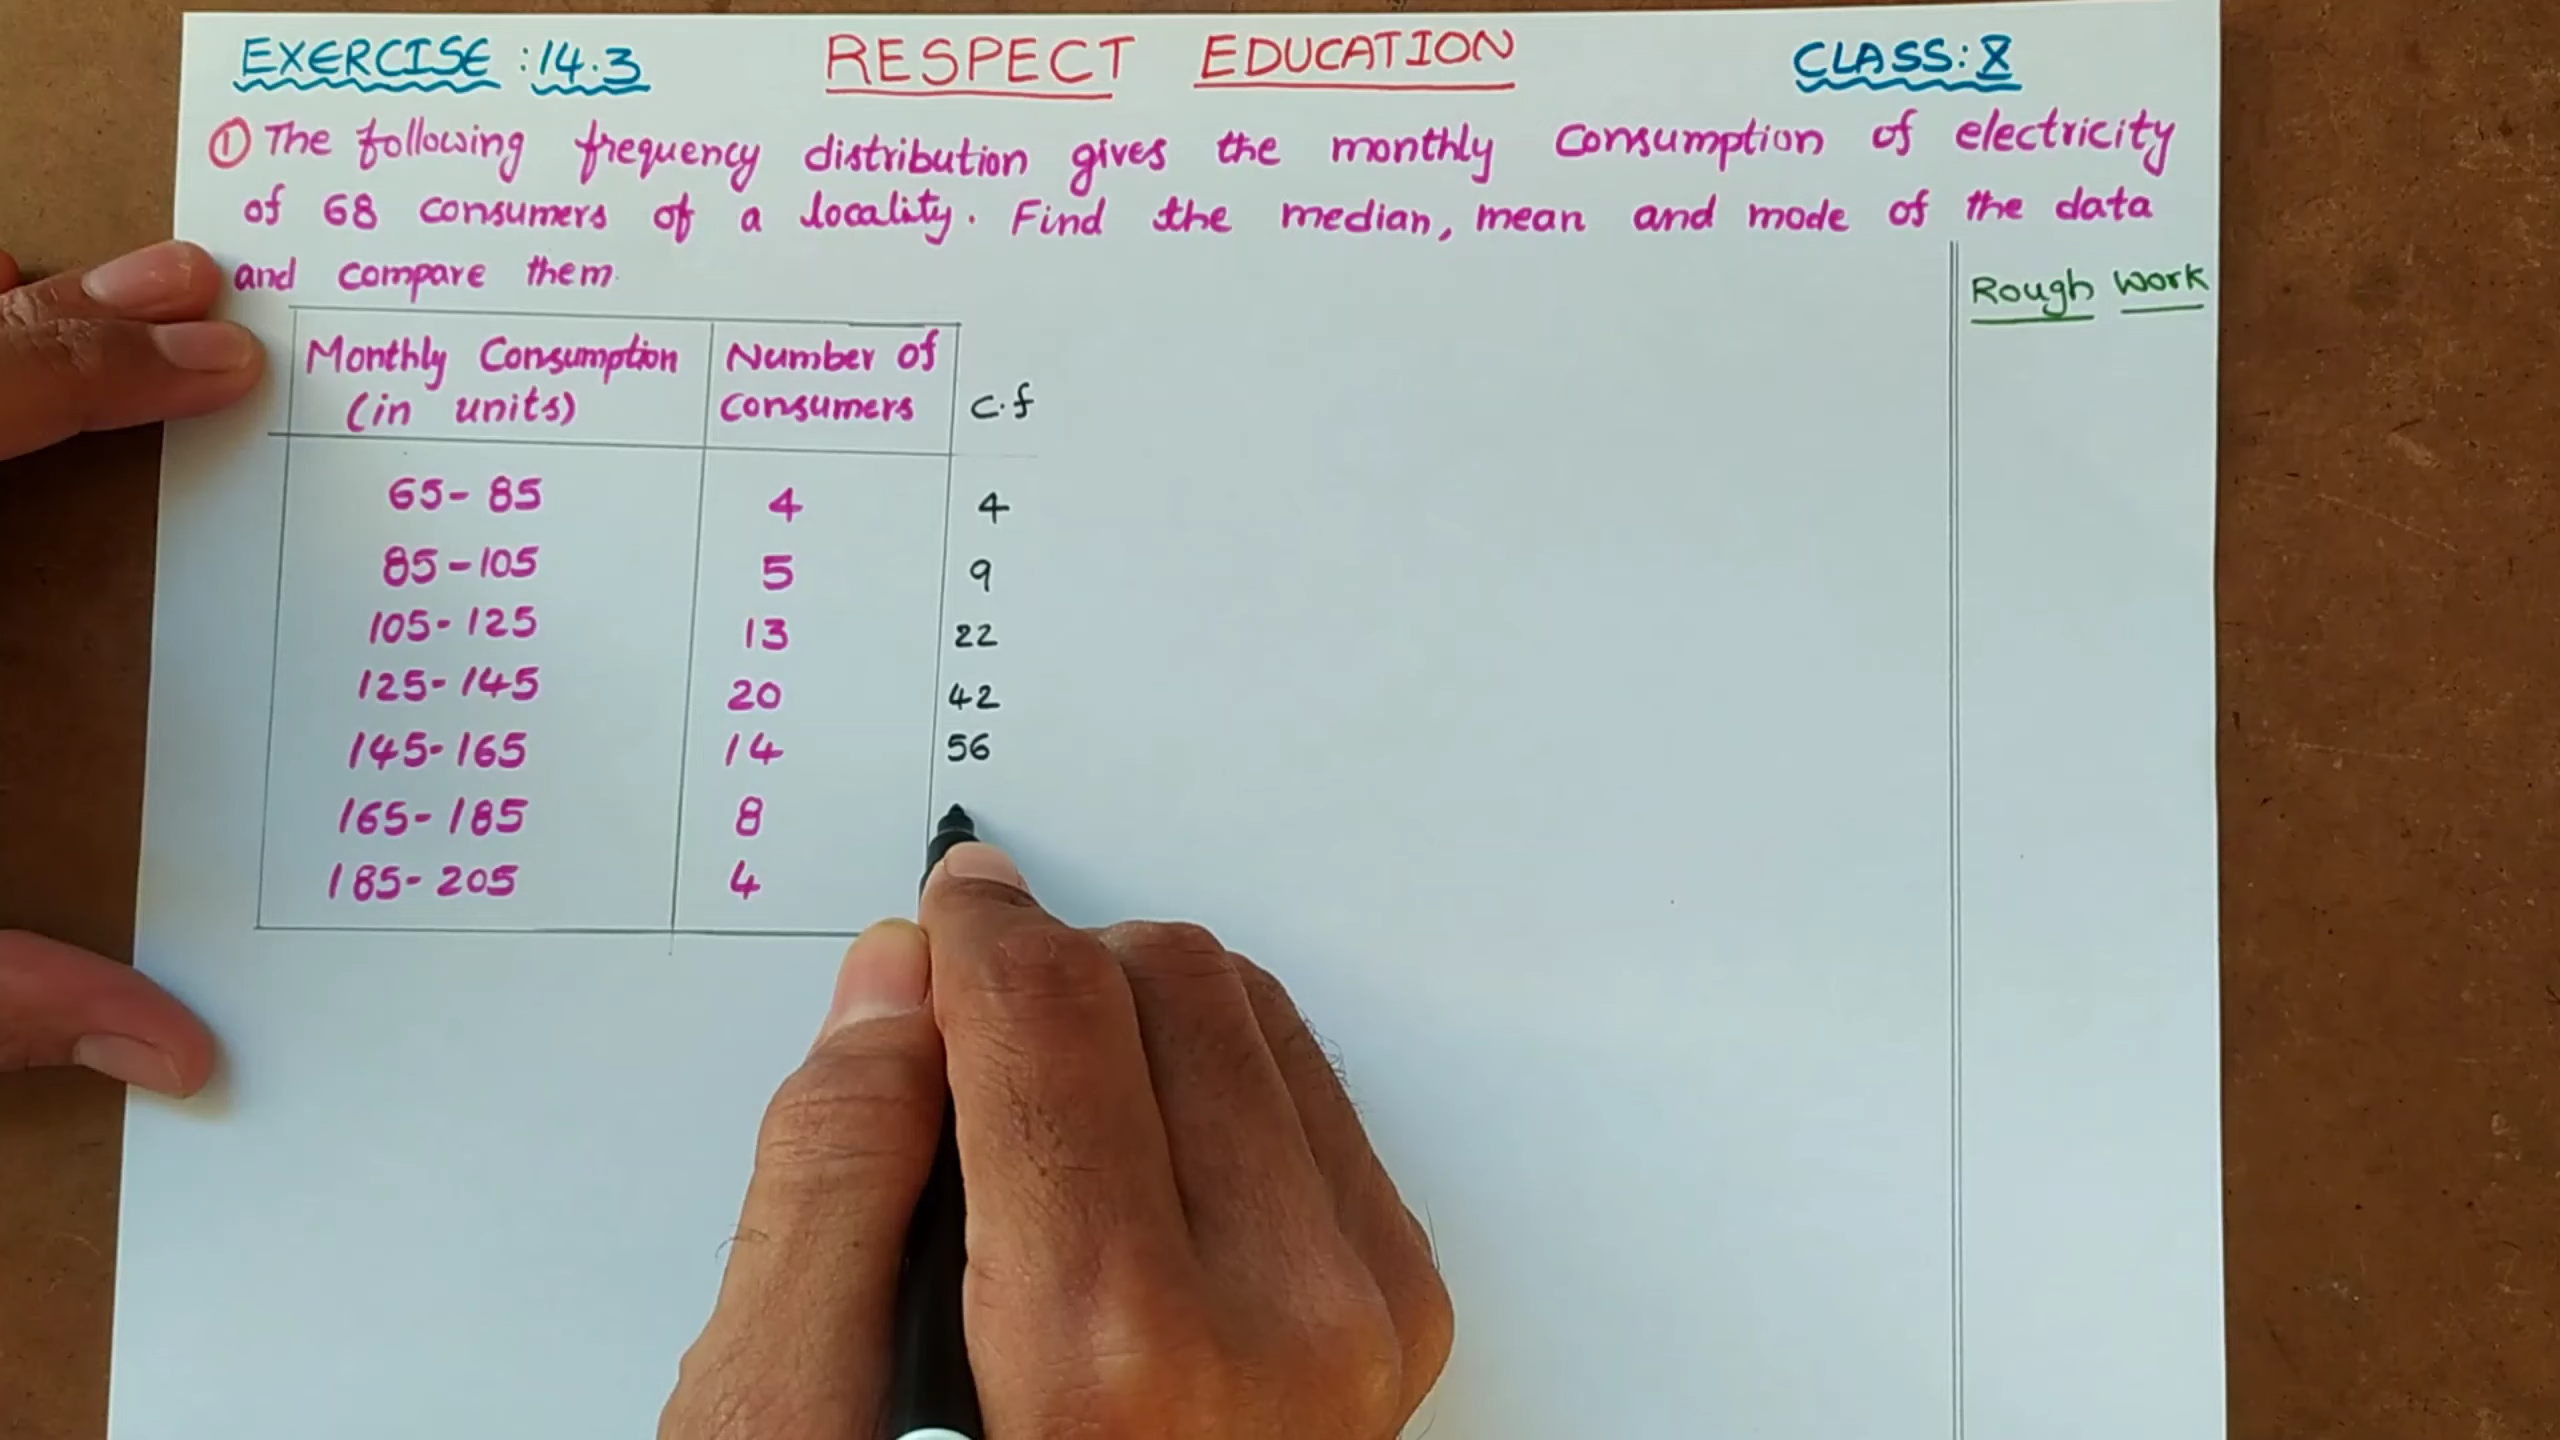 EXERCISE : 14.3 RESPECT EDUCATION CLASS: X
① The following frequency distribution gives the monthly consumption of electricity
of 68 consumers of a locality. Find the median, mean and mode of the data
and compare them.
Rough Work
Monthly Consumption Number of
(in units) consumers c.f
65-85 4 4
85-105 5 9
105-125 13 22
125-145 20 42
145-165 14 56
165-185 8
185-205 4